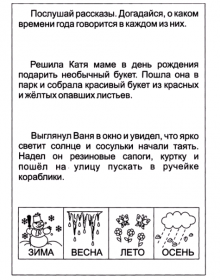 Послушай рассказы. Догадайся, о каком
времени года говорится в каждом из них.
Решила Катя маме в день рождения
подарить необычный букет. Пошла она в
парк и собрала красивый букет из красных
и жёлтых опавших листьев.
Выглянул Ваня в окно и увидел, что ярко
светит солнце и сосульки начали таять.
Надел он резиновые сапоги, куртку и
пошёл на улицу пускать в ручейке
кораблики.
ЗИМА ВЕСНА ЛЕТО ОСЕНЬ